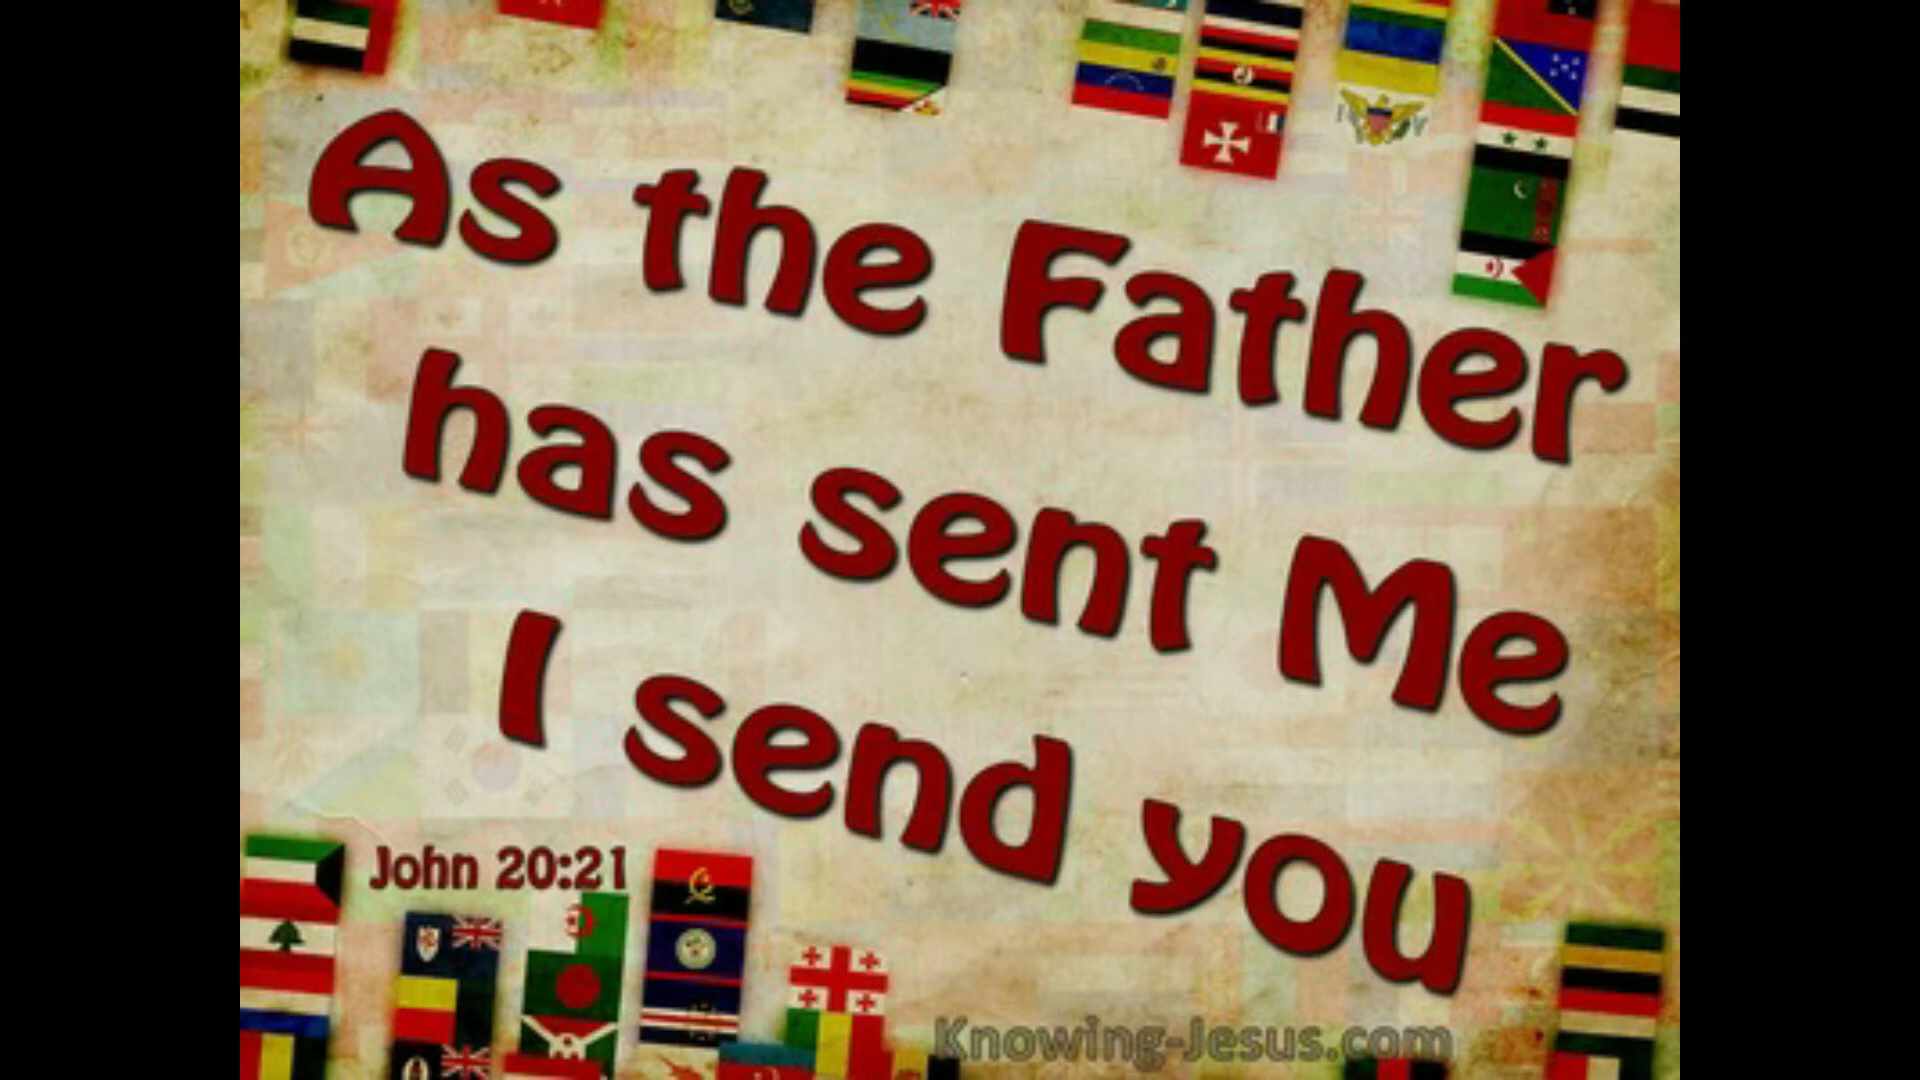 As the Father
has sent Me
I send you
John 20:21
Knowing-Jesus.com